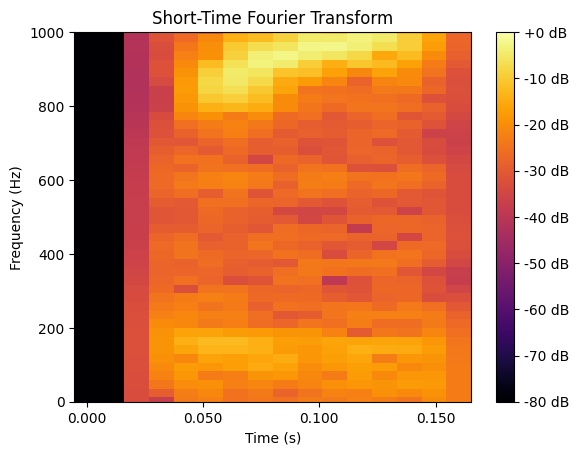 Short-Time Fourier Transform
Frequency (Hz)
1000
800
600
400
200
0
0.000
0.050
0.100
0.150
Time (s)
+0 dB
-10 dB
-20 dB
-30 dB
-40 dB
-50 dB
-60 dB
-70 dB
-80 dB